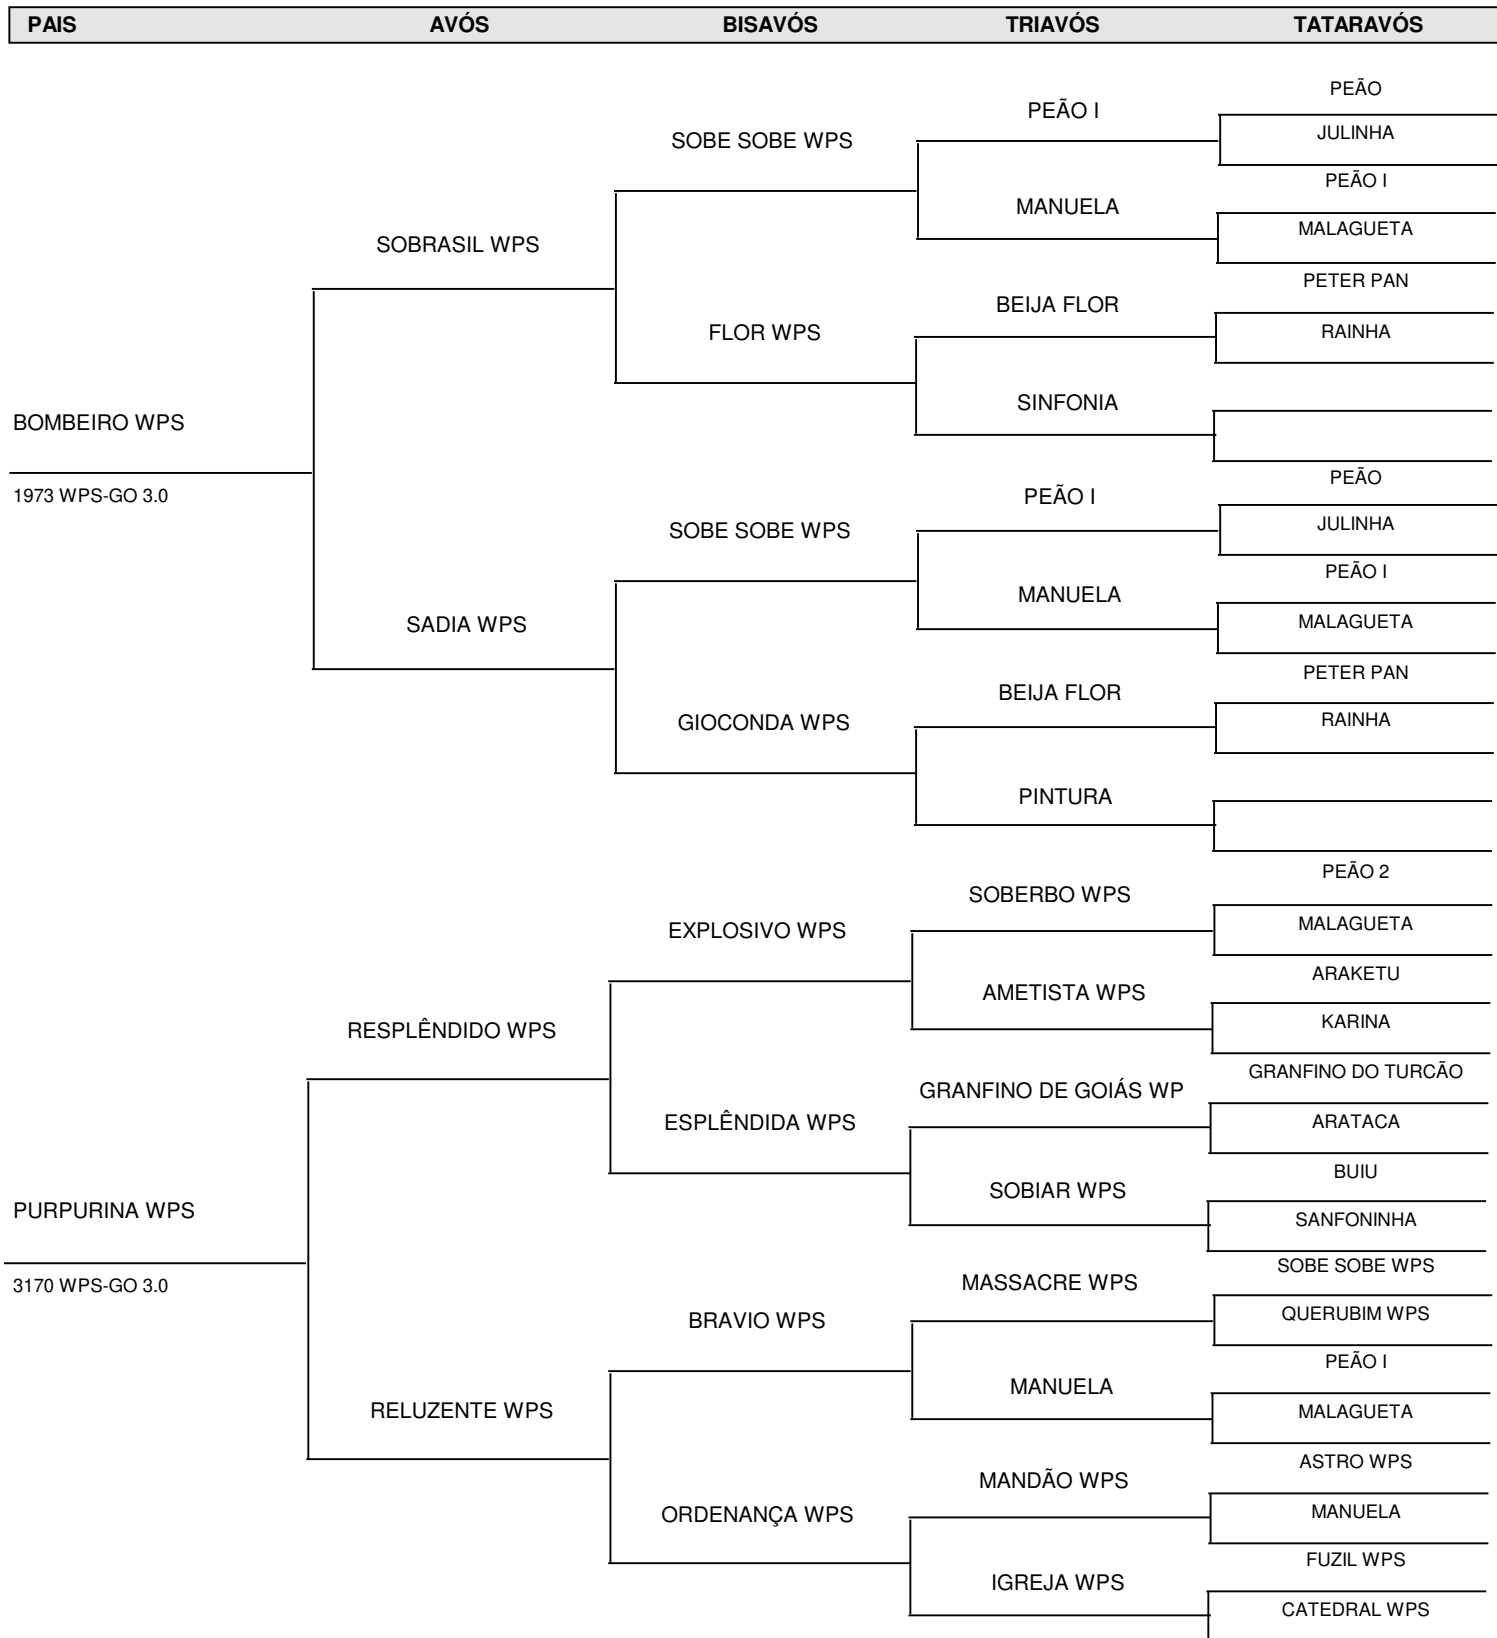 PAIS AVÓS BISAVÓS TRIAVÓS TATARAVÓS
PEÃO
PEÃO I
JULINHA
SOBE SOBE WPS
PEÃO I
MANUELA
MALAGUETA
SOBRASIL WPS
PETER PAN
BEIJA FLOR
RAINHA
FLOR WPS
SINFONIA
BOMBEIRO WPS
1973 WPS-GO 3.0
PEÃO
PEÃO I
JULINHA
SOBE SOBE WPS
PEÃO I
MANUELA
MALAGUETA
SADIA WPS
PETER PAN
BEIJA FLOR
RAINHA
GIOCONDA WPS
PINTURA
PEÃO 2
SOBERBO WPS
MALAGUETA
EXPLOSIVO WPS
ARAKETU
AMETISTA WPS
KARINA
RESPLÊNDIDO WPS
GRANFINO DO TURCÃO
GRANFINO DE GOIÁS WP
ARATACA
ESPLÊNDIDA WPS
BUIU
SOBIAR WPS
SANFONINHA
PURPURINA WPS
3170 WPS-GO 3.0
SOBE SOBE WPS
MASSACRE WPS
QUERUBIM WPS
BRAVIO WPS
PEÃO I
MANUELA
MALAGUETA
RELUZENTE WPS
ASTRO WPS
MANDÃO WPS
MANUELA
ORDENANÇA WPS
FUZIL WPS
IGREJA WPS
CATEDRAL WPS